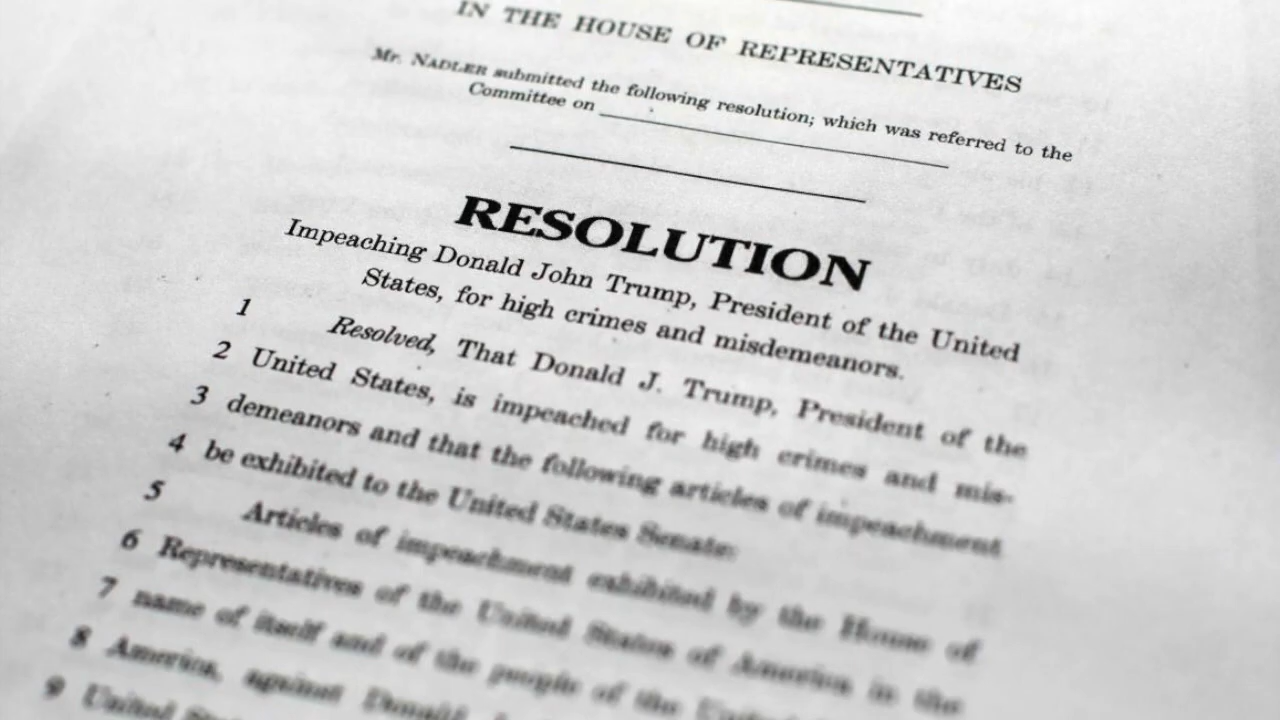 IN THE HOUSE OF REPRESENTATIVES
Mr. NADLER submitted the following resolution; which was referred to the
Committee on
RESOLUTION
Impeaching Donald John Trump, President of the United
States, for high crimes and misdemeanors.
1 Resolved, That Donald J. Trump, President of the
2 United States, is impeached for high crimes and mis-
3 demeanors and that the following articles of impeachment
4 be exhibited to the United States Senate:
5 Articles of impeachment exhibited by the House of
6 Representatives of the United States of America in the
7 name of itself and of the people of the United
8 America, against Donald
9 United